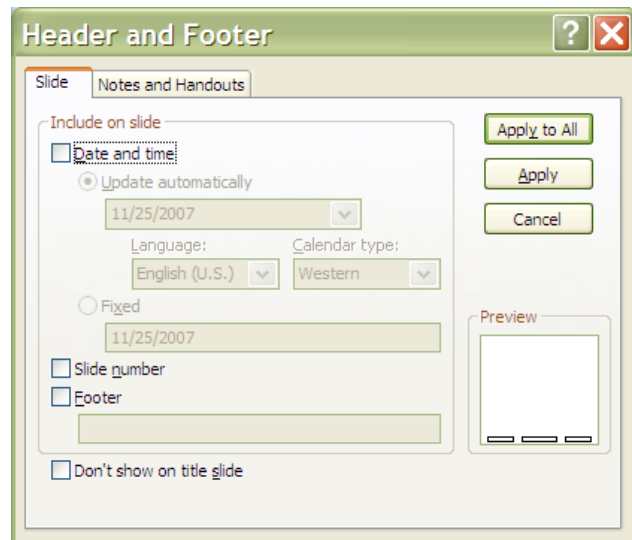 Header and Footer ?
Slide Notes and Handouts
Include on slide
Date and time
Update automatically
11/25/2007
Language: Calendar type:
English (U.S.) Western
Fixed
11/25/2007
Slide number
Footer
Don't show on title slide
Apply to All
Apply
Cancel
Preview